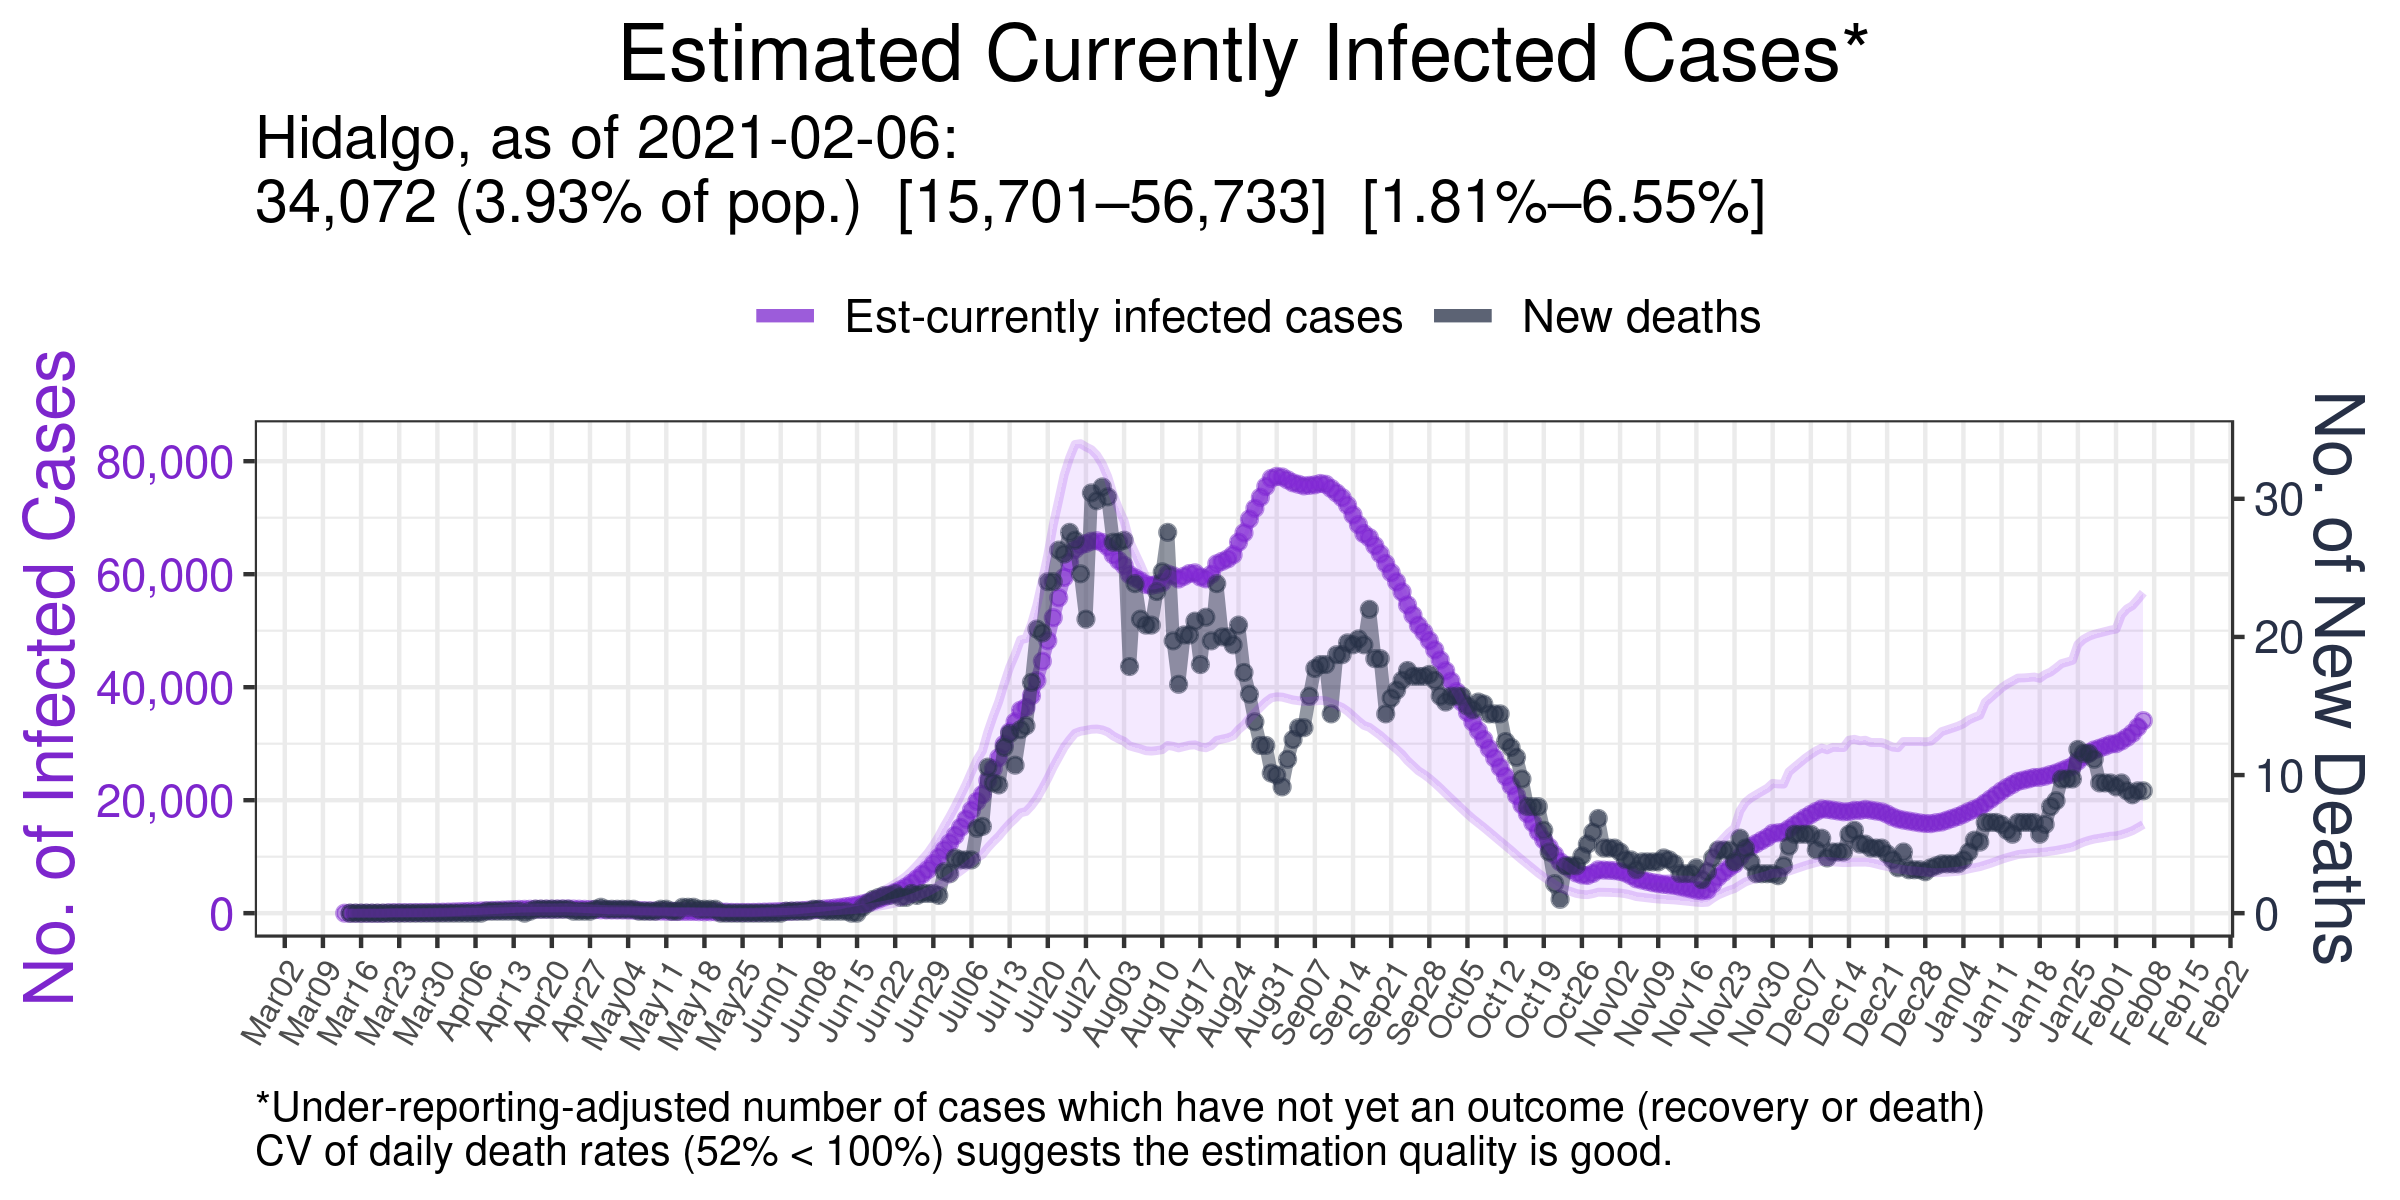 Estimated Currently Infected Cases*
Hidalgo, as of 2021-02-06:
34,072 (3.93% of pop.) [15,701–56,733] [1.81%–6.55%]
Est-currently infected cases
New deaths
No. of Infected Cases
80,000
60,000
40,000
20,000
0
No. of New Deaths
30
20
10
0
Mar02
Mar09
Mar16
Mar23
Mar30
Apr06
Apr13
Apr20
Apr27
May04
May11
May18
May25
Jun01
Jun08
Jun15
Jun22
Jun29
Jul06
Jul13
Jul20
Jul27
Aug03
Aug10
Aug17
Aug24
Aug31
Sep07
Sep14
Sep21
Sep28
Oct05
Oct12
Oct19
Oct26
Nov02
Nov09
Nov16
Nov23
Nov30
Dec07
Dec14
Dec21
Dec28
Jan04
Jan11
Jan18
Jan25
Feb01
Feb08
Feb15
Feb22
*Under-reporting-adjusted number of cases which have not yet an outcome (recovery or death)
CV of daily death rates (52% < 100%) suggests the estimation quality is good.